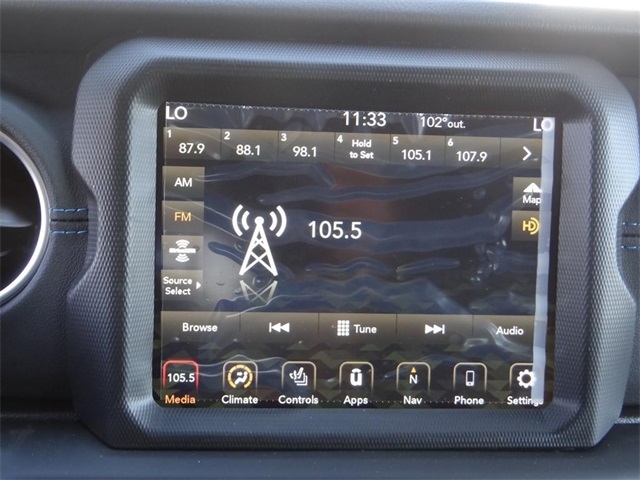 LO 11:33 102°out. LO
1 87.9 2 88.1 3 98.1 4 Hold to Set 5 105.1 6 107.9
AM
Map
FM
105.5
HD
Source
Select
Browse Tune Audio
105.5 N
Media Climate Controls Apps Nav Phone Settings